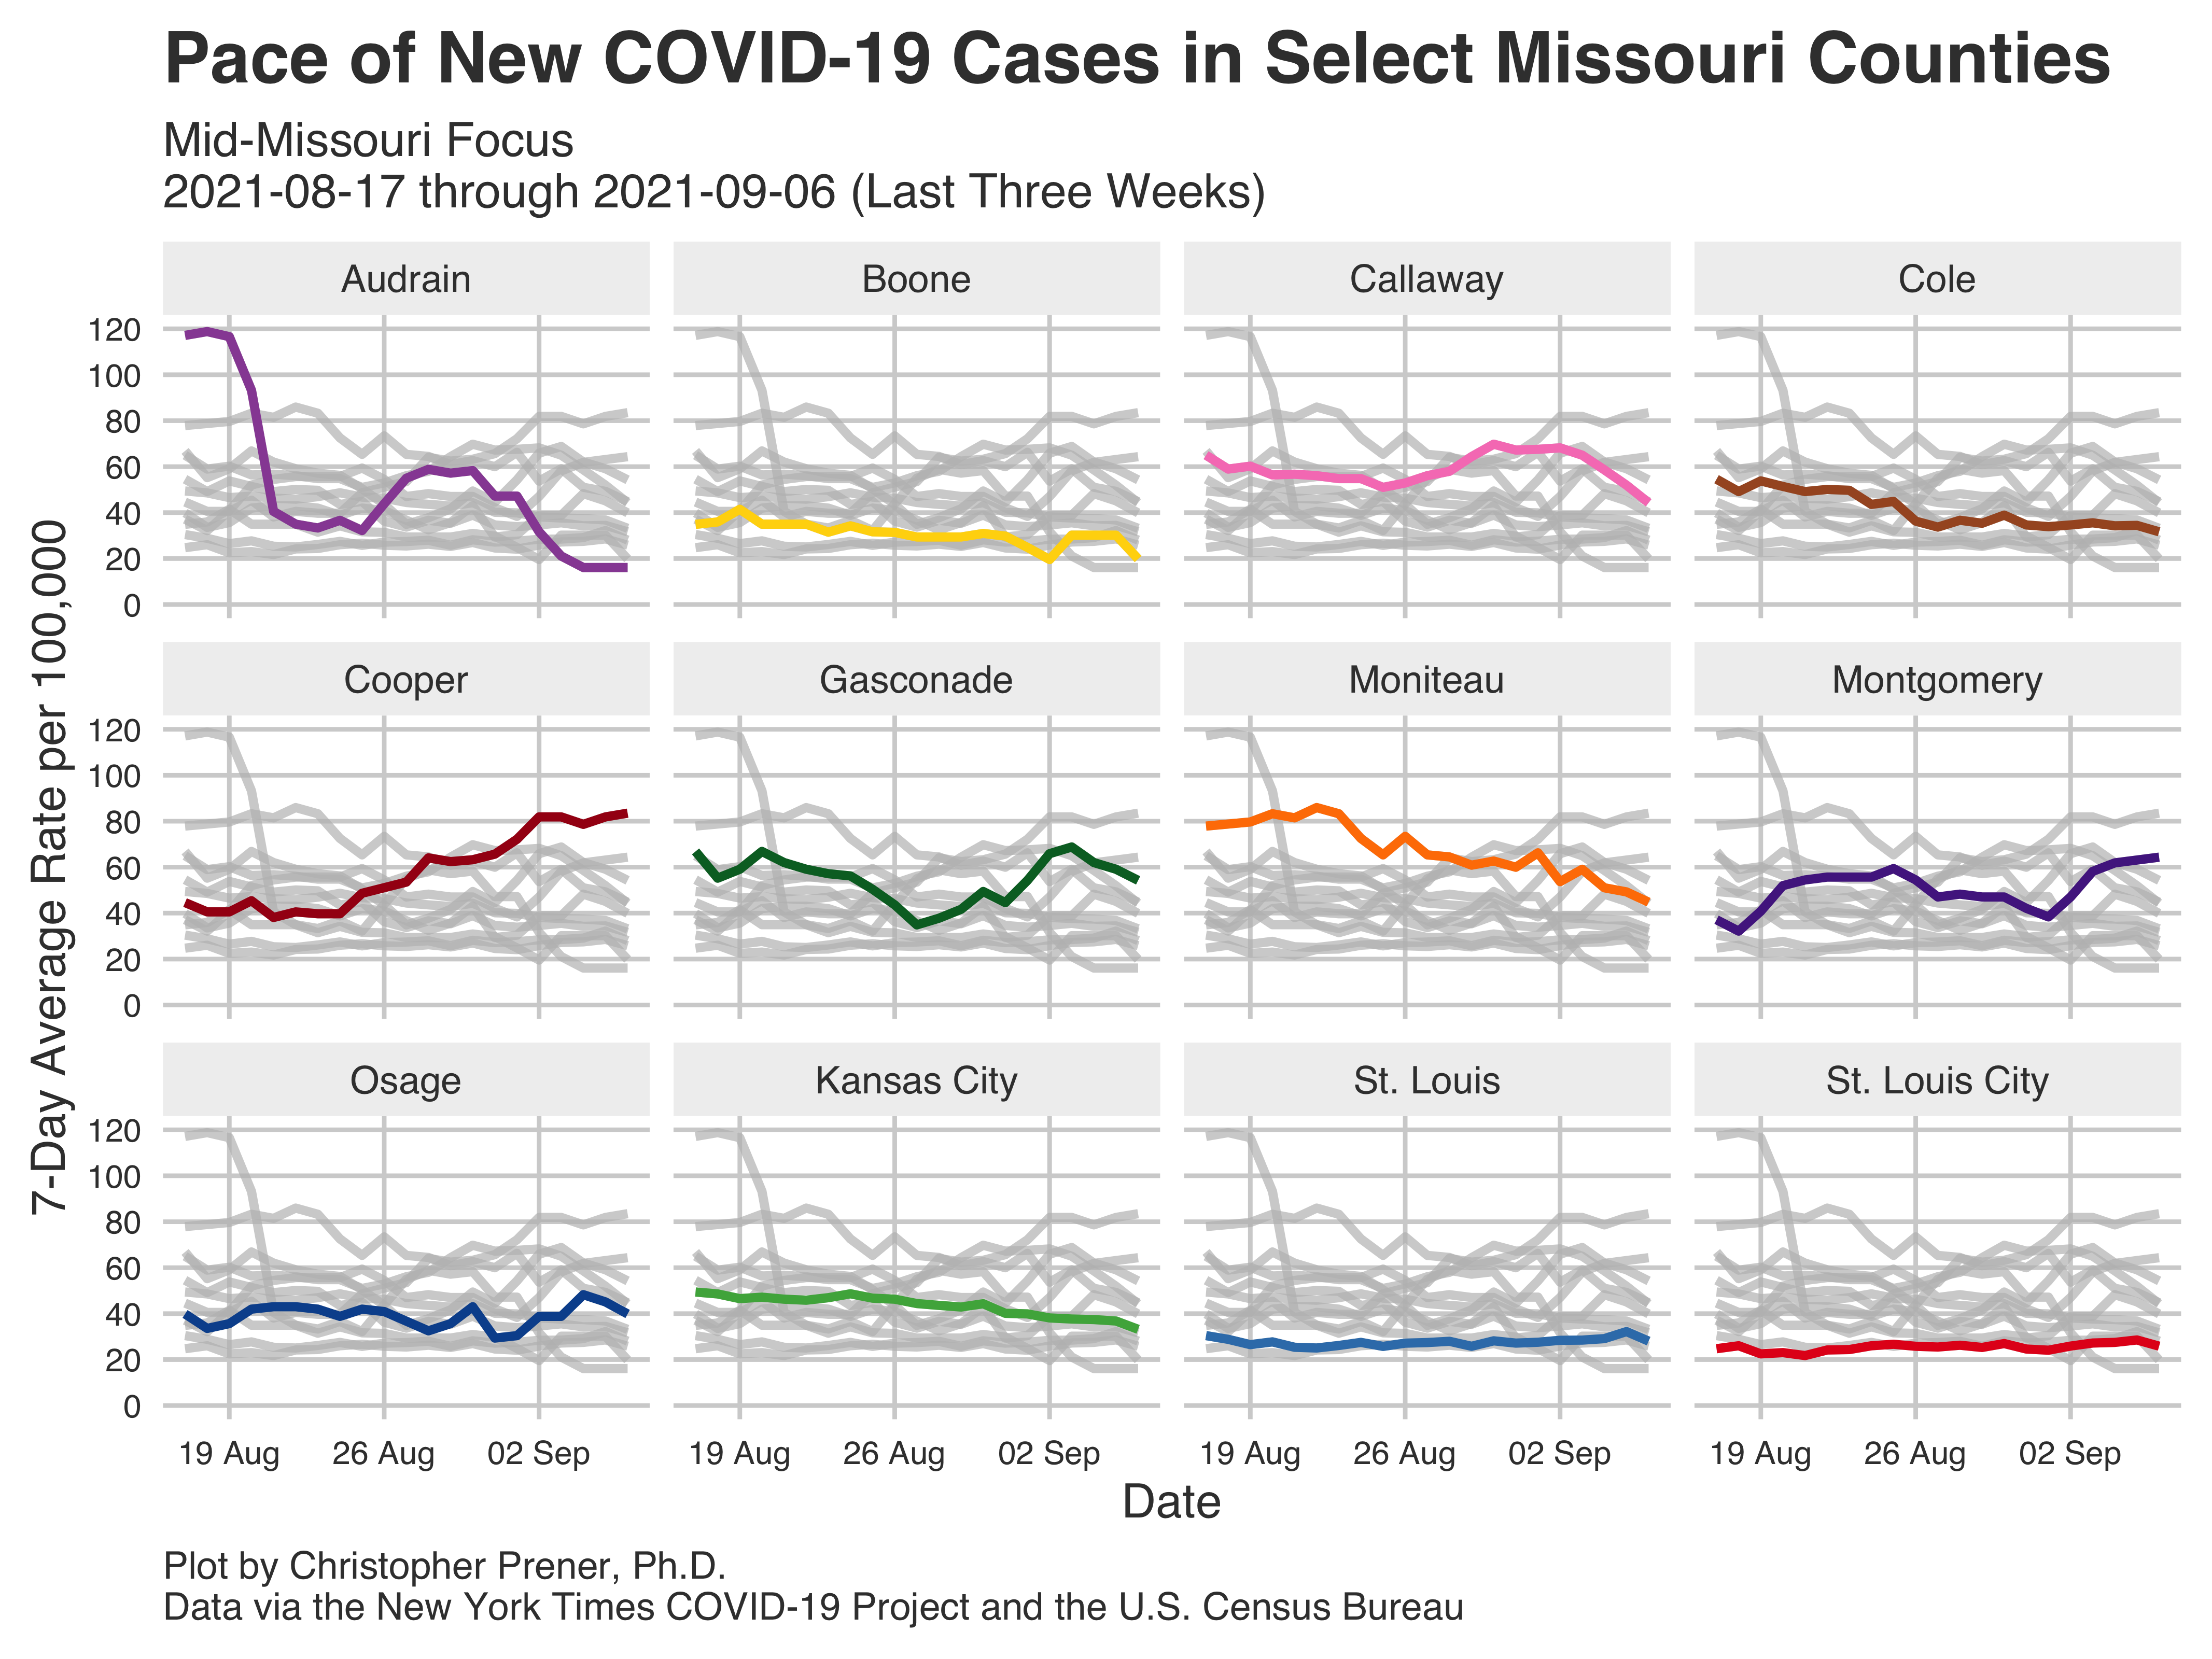 Pace of New COVID-19 Cases in Select Missouri Counties
Mid-Missouri Focus
2021-08-17 through 2021-09-06 (Last Three Weeks)
7-Day Average Rate per 100,000
Audrain
Boone
Callaway
Cole
120
100
80
60
40
20
0
Cooper
Gasconade
Moniteau
Montgomery
120
100
80
60
40
20
0
Osage
Kansas City
St. Louis
St. Louis City
120
100
80
60
40
20
0
19 Aug 26 Aug 02 Sep
19 Aug 26 Aug 02 Sep
19 Aug 26 Aug 02 Sep
19 Aug 26 Aug 02 Sep
Date
Plot by Christopher Prener, Ph.D.
Data via the New York Times COVID-19 Project and the U.S. Census Bureau